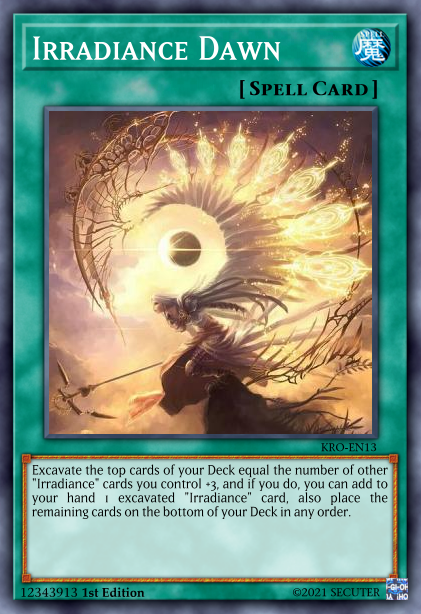 Irradiance Dawn
魔
[ Spell Card ]
KRO-EN13
Excavate the top cards of your Deck equal the number of other
"Irradiance" cards you control +3, and if you do, you can add to
your hand 1 excavated "Irradiance" card, also place the
remaining cards on the bottom of your Deck in any order.
12343913 1st Edition
©2021 SECUTER